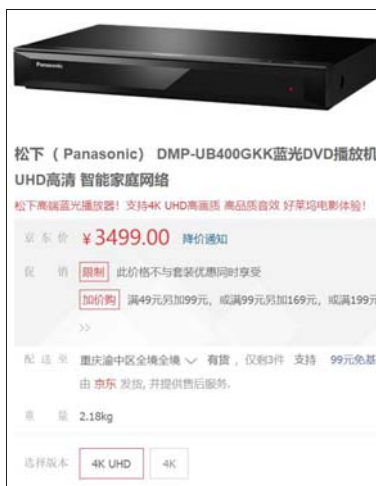 Panasonic
松下（Panasonic） DMP-UB400GKK蓝光DVD播放机
UHD高清 智能家庭网络
松下高端蓝光播放器！支持4K UHD高画质 高品质音效 好莱坞电影体验！
京东价 ￥3499.00 降价通知
促销 限制 此价格不与套装优惠同时享受
加价购 满49元另加99元，或满99元另加169元，或满199元
>>
配送至 重庆渝中区全境全境 有货，仅剩3件 支持 99元免基
由 京东 发货, 并提供售后服务.
重量 2.18kg
选择版本 4K UHD 4K